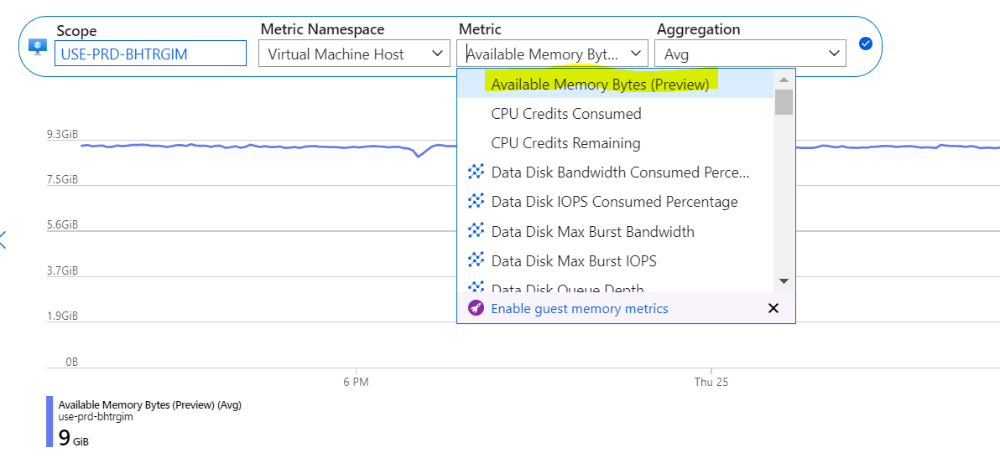 Scope
Metric Namespace
Metric
Aggregation
USE-PRD-BHTRGIM
Virtual Machine Host
Available Memory Byt...
Avg
Available Memory Bytes (Preview)
CPU Credits Consumed
CPU Credits Remaining
Data Disk Bandwidth Consumed Perce...
Data Disk IOPS Consumed Percentage
Data Disk Max Burst Bandwidth
Data Disk Max Burst IOPS
Data Disk Queue Depth
Enable guest memory metrics
9.3GiB
7.5GiB
5.6GiB
3.7GiB
1.9GiB
0B
6 PM
Thu 25
Available Memory Bytes (Preview) (Avg)
use-prd-bhtrgim
9 GiB